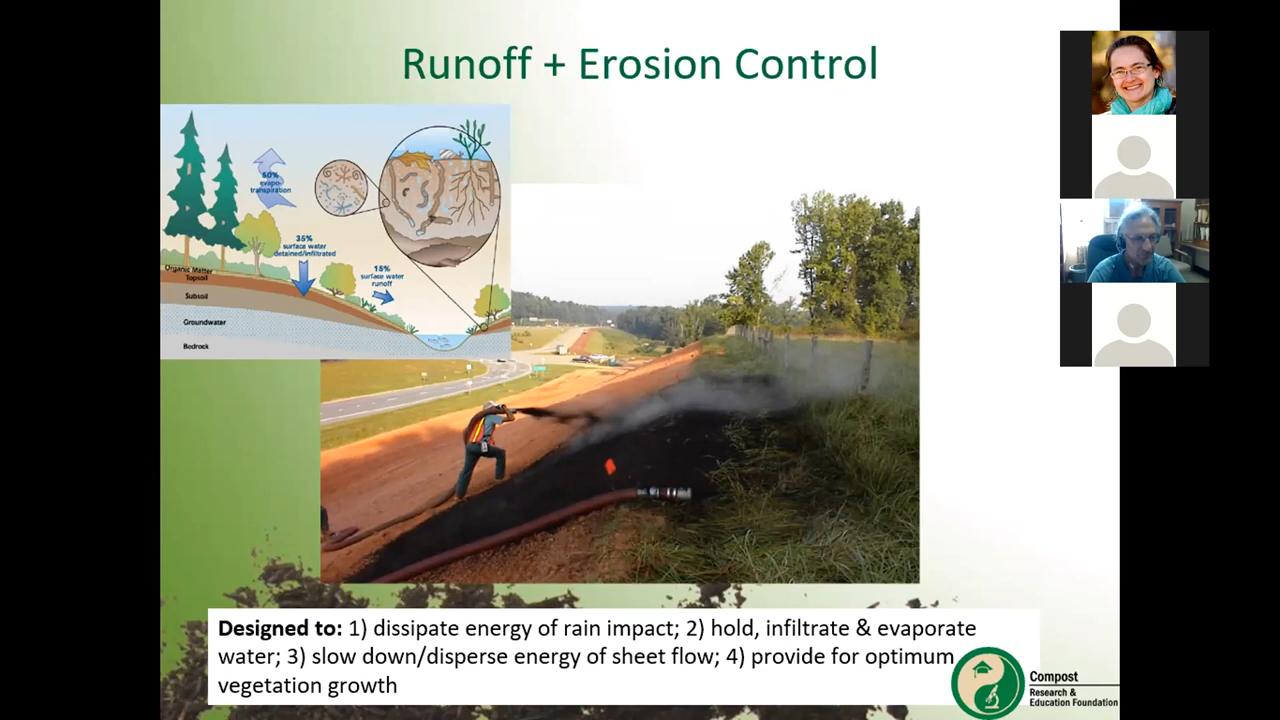 Runoff + Erosion Control
50%
evapo-
transpiration
35%
surface water
detained/infiltrated
15%
surface water
runoff
Organic Matter
Topsoil
Subsoil
Groundwater
Bedrock
Designed to: 1) dissipate energy of rain impact; 2) hold, infiltrate & evaporate
water; 3) slow down/disperse energy of sheet flow; 4) provide for optimum
vegetation growth
Compost
Research &
Education Foundation